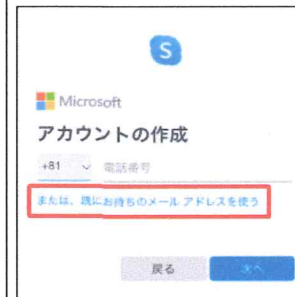 S
Microsoft
アカウントの作成
+81 電話番号
または、既にお持ちのメール アドレスを使う
戻る 次へ